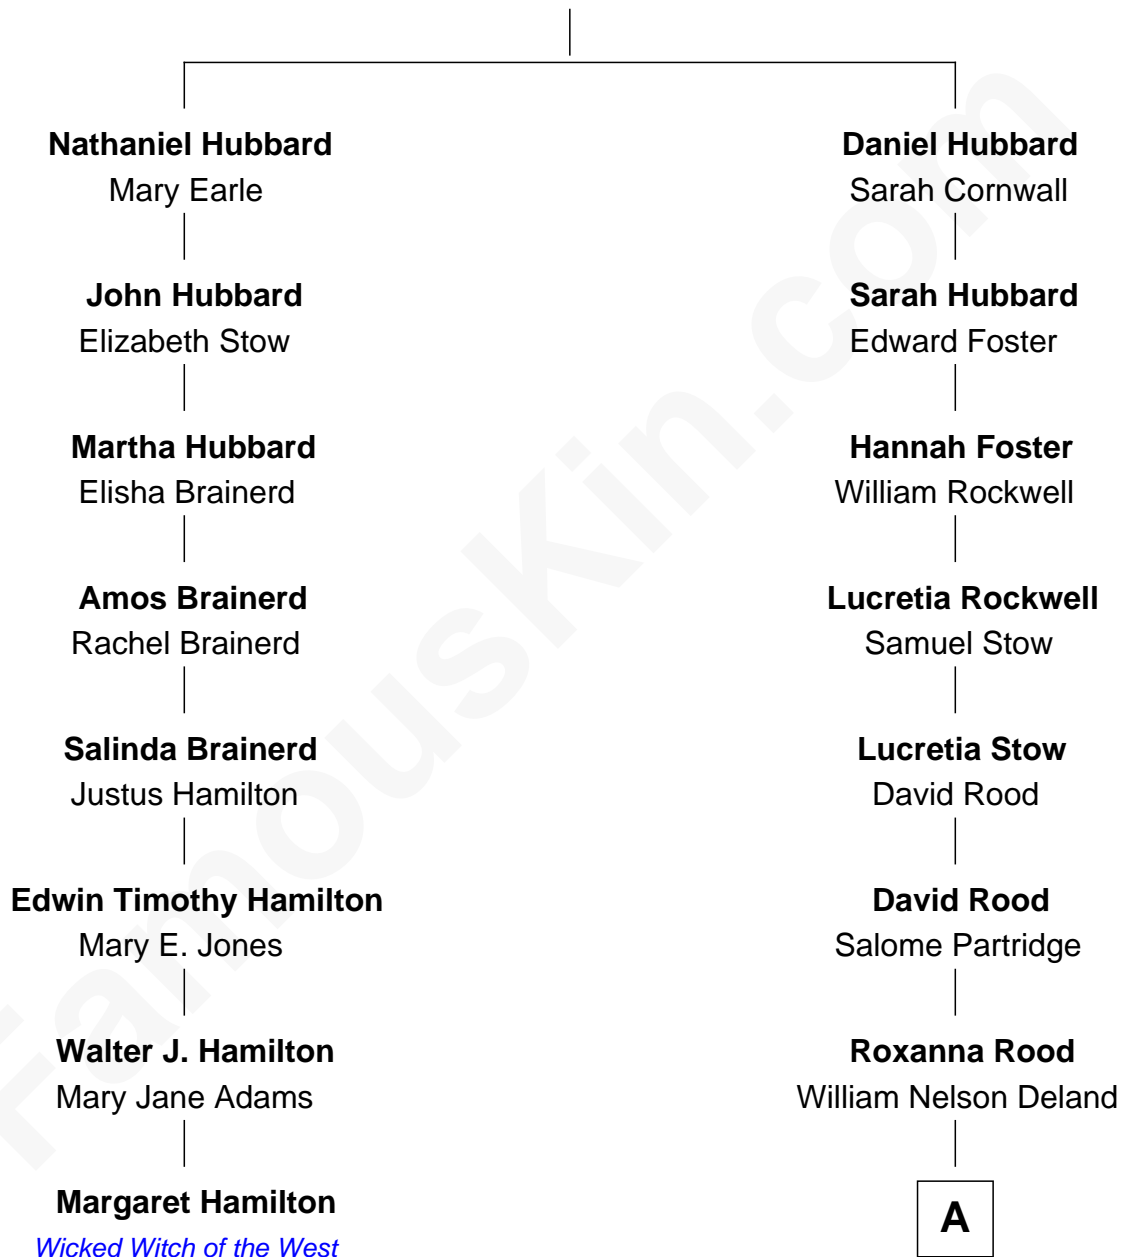 Nathaniel Hubbard
Mary Earle
Daniel Hubbard
Sarah Cornwall
John Hubbard
Elizabeth Stow
Sarah Hubbard
Edward Foster
Martha Hubbard
Elisha Brainerd
Hannah Foster
William Rockwell
Amos Brainerd
Rachel Brainerd
Lucretia Rockwell
Samuel Stow
Salinda Brainerd
Justus Hamilton
Lucretia Stow
David Rood
Edwin Timothy Hamilton
Mary E. Jones
David Rood
Salome Partridge
Walter J. Hamilton
Mary Jane Adams
Roxanna Rood
William Nelson Deland
Margaret Hamilton
Wicked Witch of the West
A
FamousKin.com